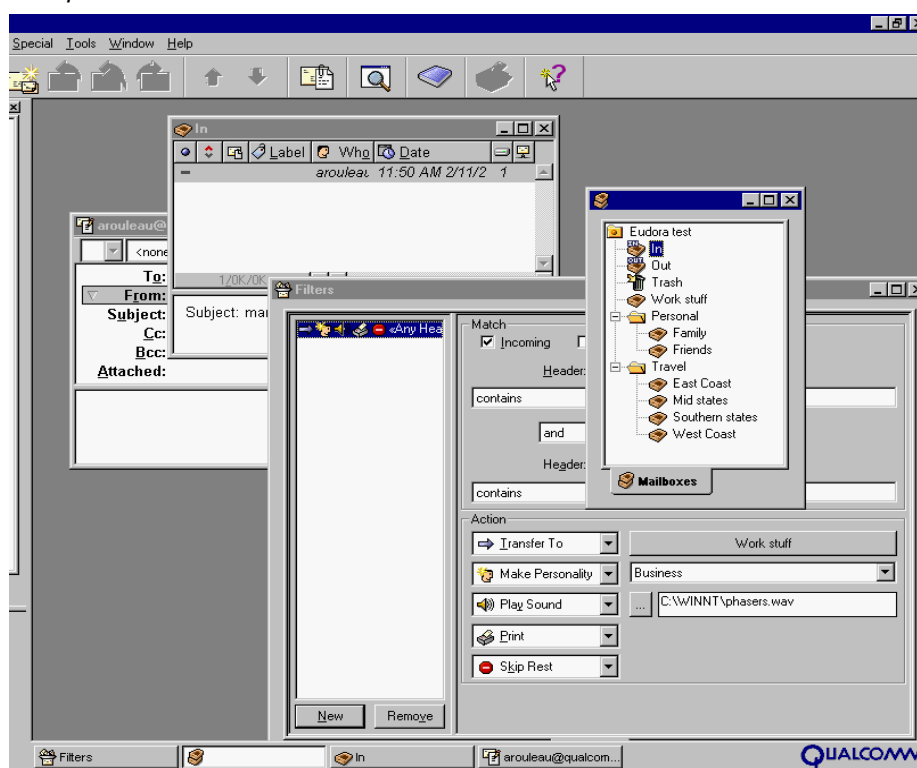 Special Tools Window Help
In
Label Who Date
arouleau 11:50 AM 2/11/2 1
1/0K/0K
Subject: mar
arouleau@
<none
To:
From:
Subject:
Cc:
Bcc:
Attached:
Eudora test
In
Out
Trash
Work stuff
Personal
Family
Friends
Travel
East Coast
Mid states
Southern states
West Coast
Mailboxes
Filters
«Any Hea
New Remove
Match
Incoming
Header:
contains
and
Header:
contains
Action
Transfer To Work stuff
Make Personality Business
Play Sound ... C:\WINNT\phasers.wav
Print
Skip Rest
Filters In arouleau@qualcom... QUALCOMM